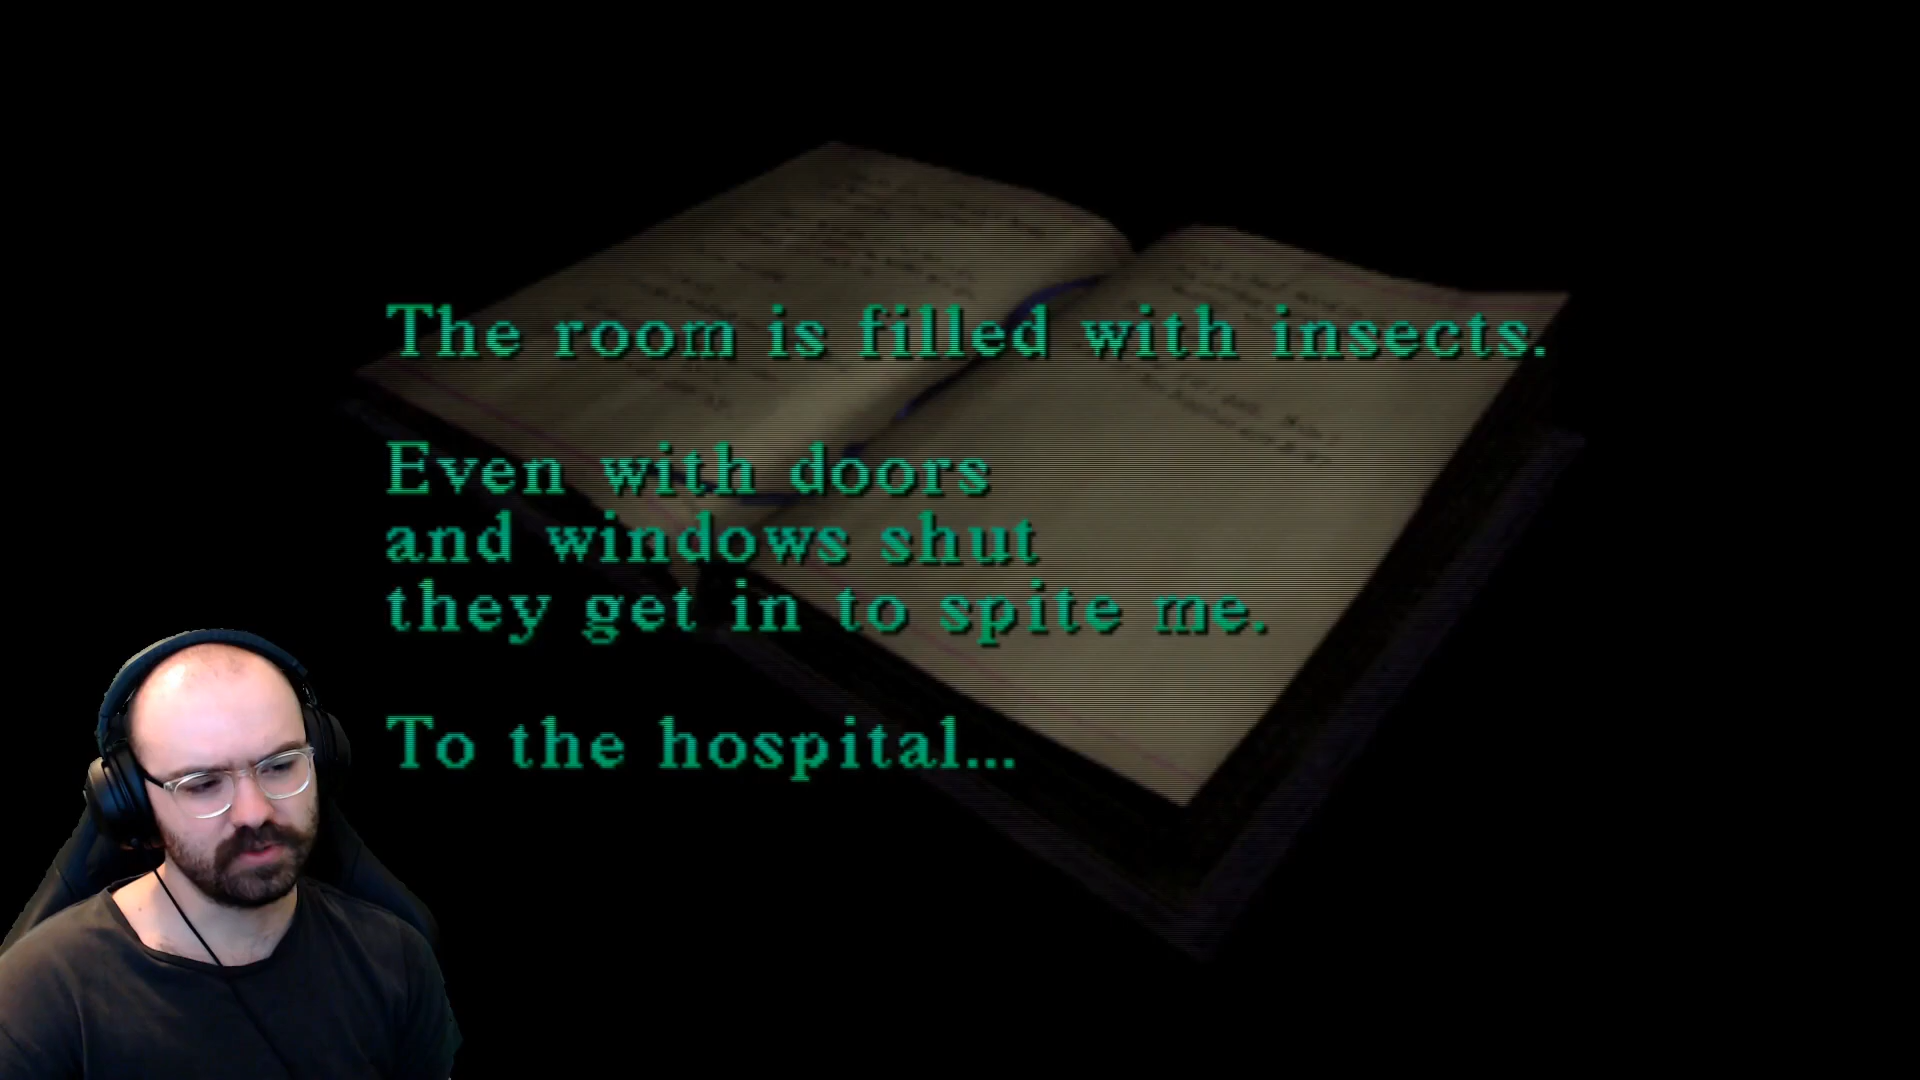 The room is filled with insects.
Even with doors
and windows shut
they get in to spite me.
To the hospital...